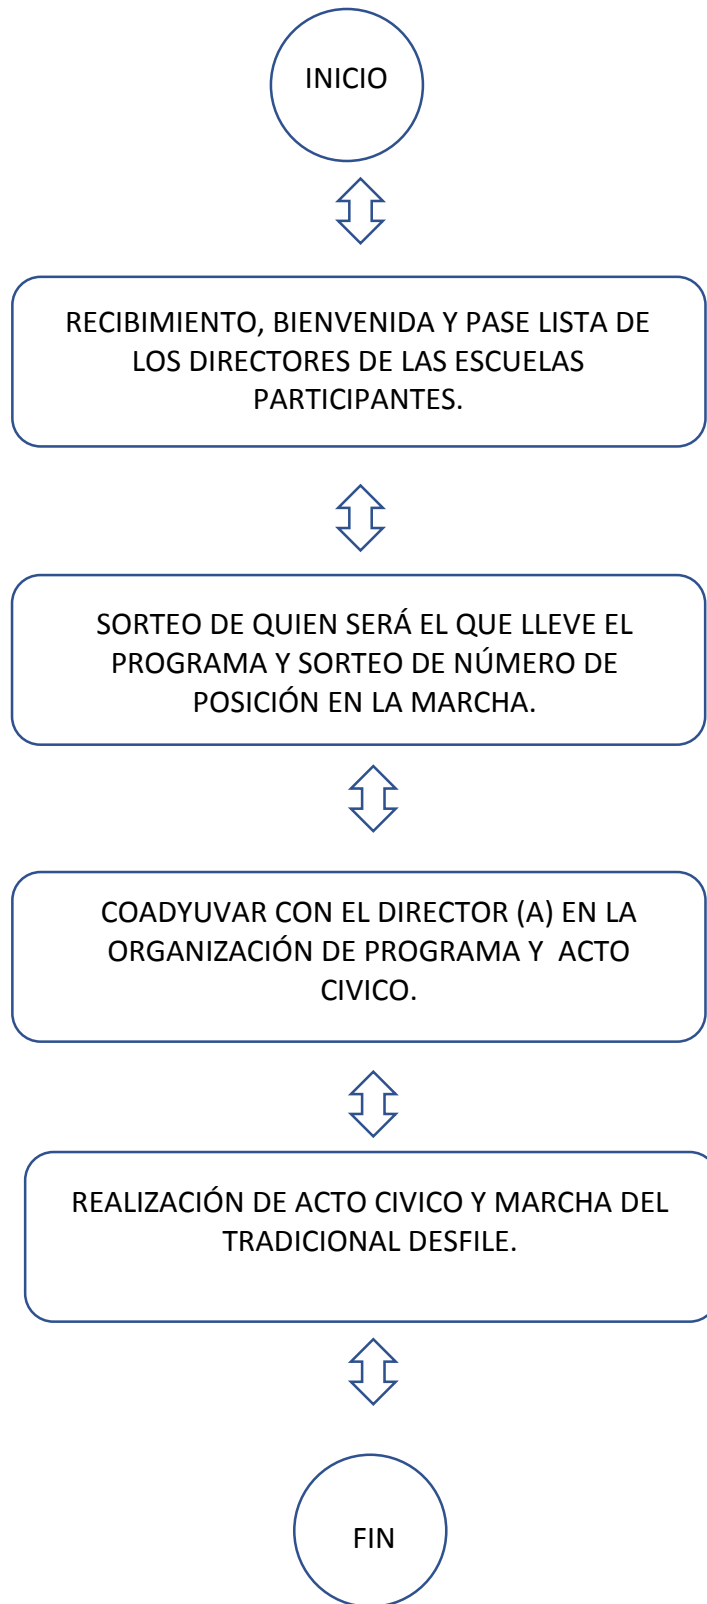 INICIO
RECIBIMIENTO, BIENVENIDA Y PASE LISTA DE
LOS DIRECTORES DE LAS ESCUELAS
PARTICIPANTES.
SORTEO DE QUIEN SERÁ EL QUE LLEVE EL
PROGRAMA Y SORTEO DE NÚMERO DE
POSICIÓN EN LA MARCHA.
COADYUVAR CON EL DIRECTOR (A) EN LA
ORGANIZACIÓN DE PROGRAMA Y  ACTO
CIVICO.
REALIZACIÓN DE ACTO CIVICO Y MARCHA DEL
TRADICIONAL DESFILE.
FIN